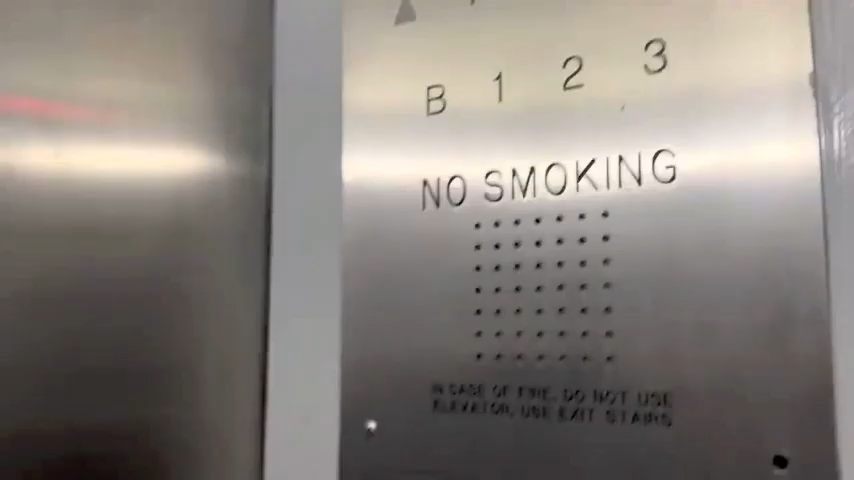 B 1 2 3
NO SMOKING
IN CASE OF FIRE, DO NOT USE
ELEVATOR, USE EXIT STAIRS